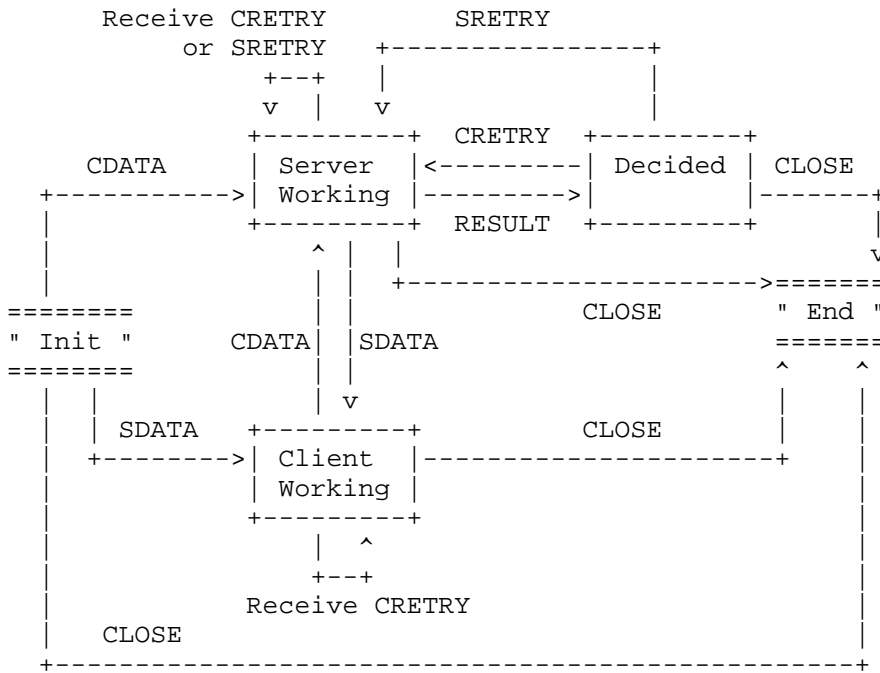 Receive CRETRY SRETRY
or SRETRY
CRETRY
CDATA Server Decided CLOSE
Working
RESULT
CLOSE " End "
" Init " CDATA SDATA
SDATA CLOSE
Client
Working
Receive CRETRY
CLOSE